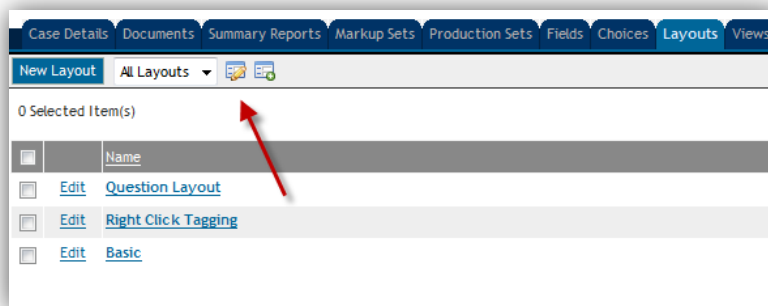 Case Details Documents Summary Reports Markup Sets Production Sets Fields Choices Layouts Views
New Layout All Layouts
0 Selected Item(s)
Name
Edit Question Layout
Edit Right Click Tagging
Edit Basic